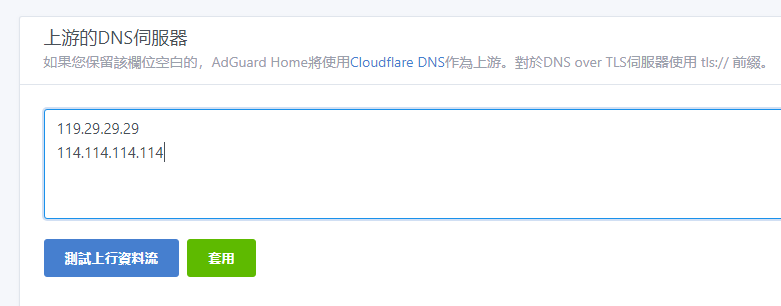 上游的DNS伺服器
如果您保留該欄位空白的，AdGuard Home將使用Cloudflare DNS作為上游。對於DNS over TLS伺服器使用 tls:// 前綴。
119.29.29.29
114.114.114.114
測試上行資料流
套用